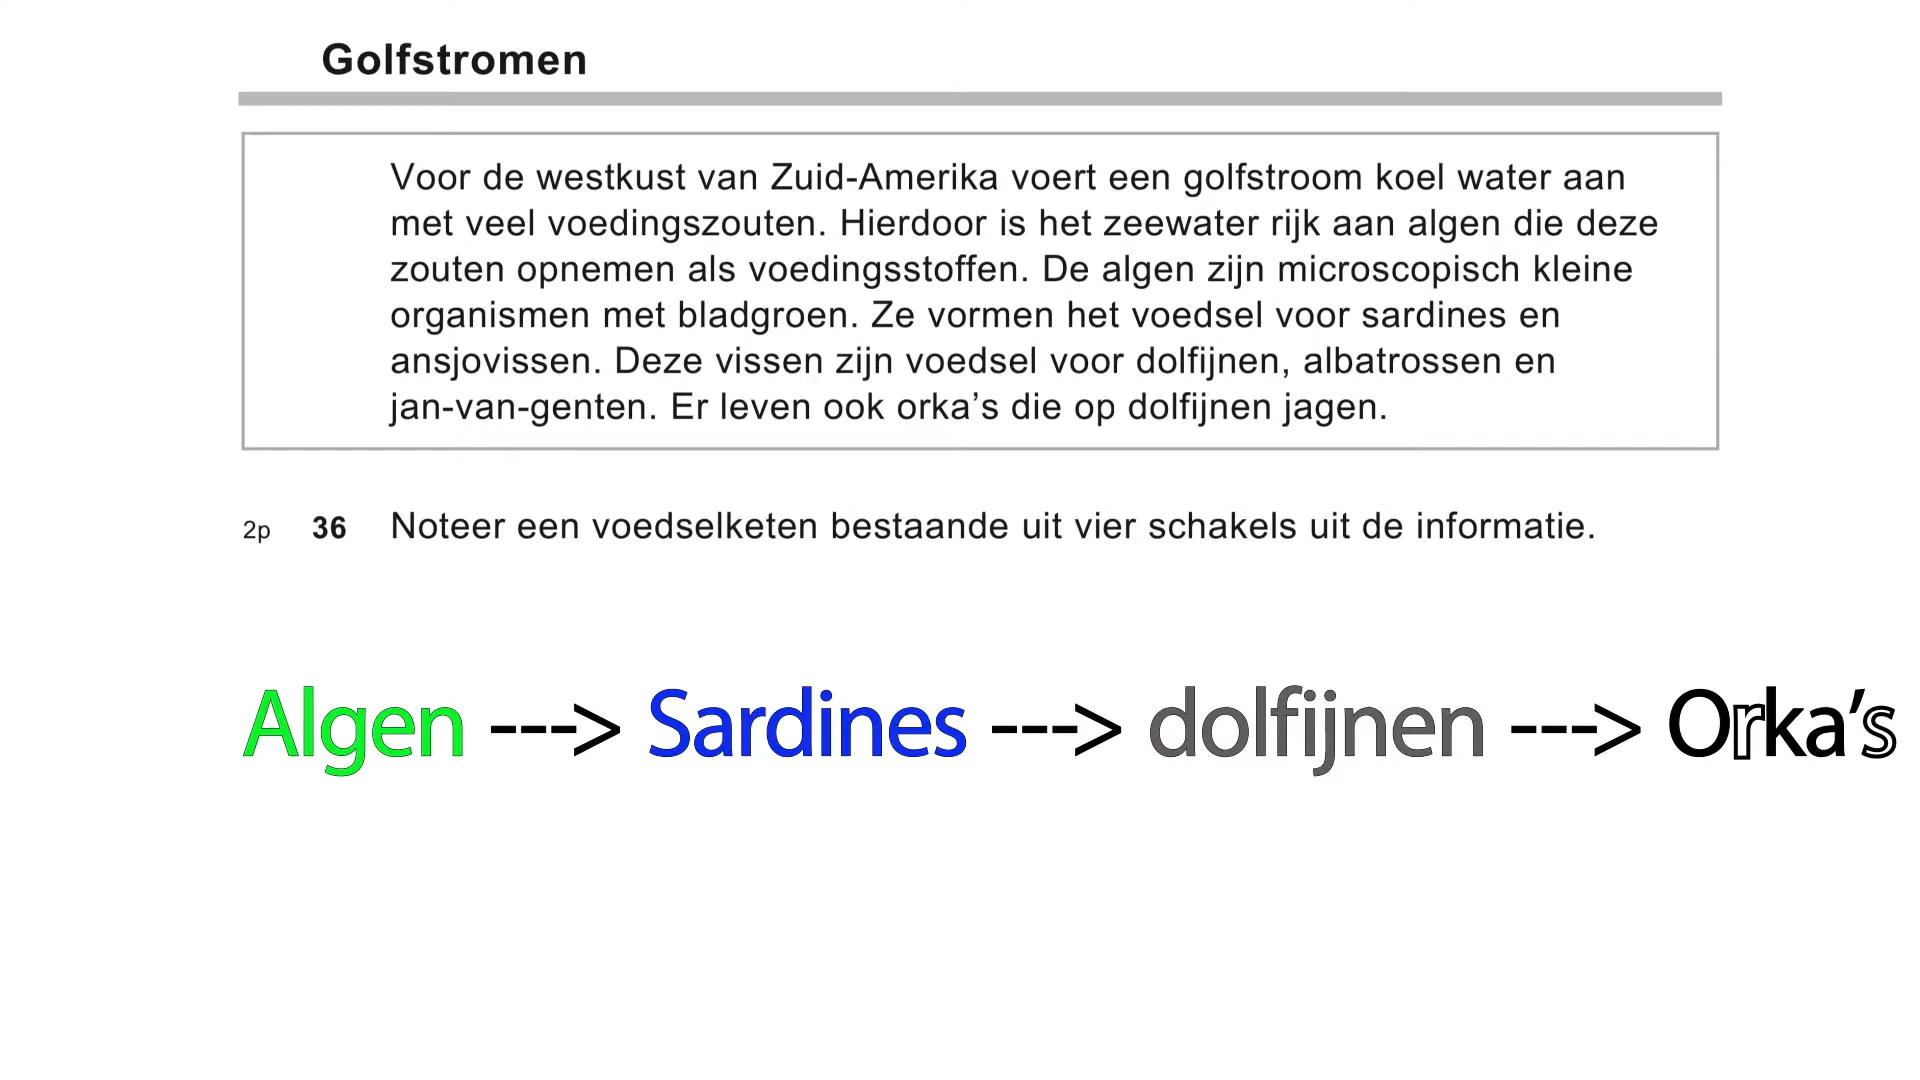 Golfstromen
Voor de westkust van Zuid-Amerika voert een golfstroom koel water aan
met veel voedingszouten. Hierdoor is het zeewater rijk aan algen die deze
zouten opnemen als voedingsstoffen. De algen zijn microscopisch kleine
organismen met bladgroen. Ze vormen het voedsel voor sardines en
ansjovissen. Deze vissen zijn voedsel voor dolfijnen, albatrossen en
jan-van-genten. Er leven ook orka’s die op dolfijnen jagen.
2p 36 Noteer een voedselketen bestaande uit vier schakels uit de informatie.
Algen ---> Sardines ---> dolfijnen ---> Orka’s